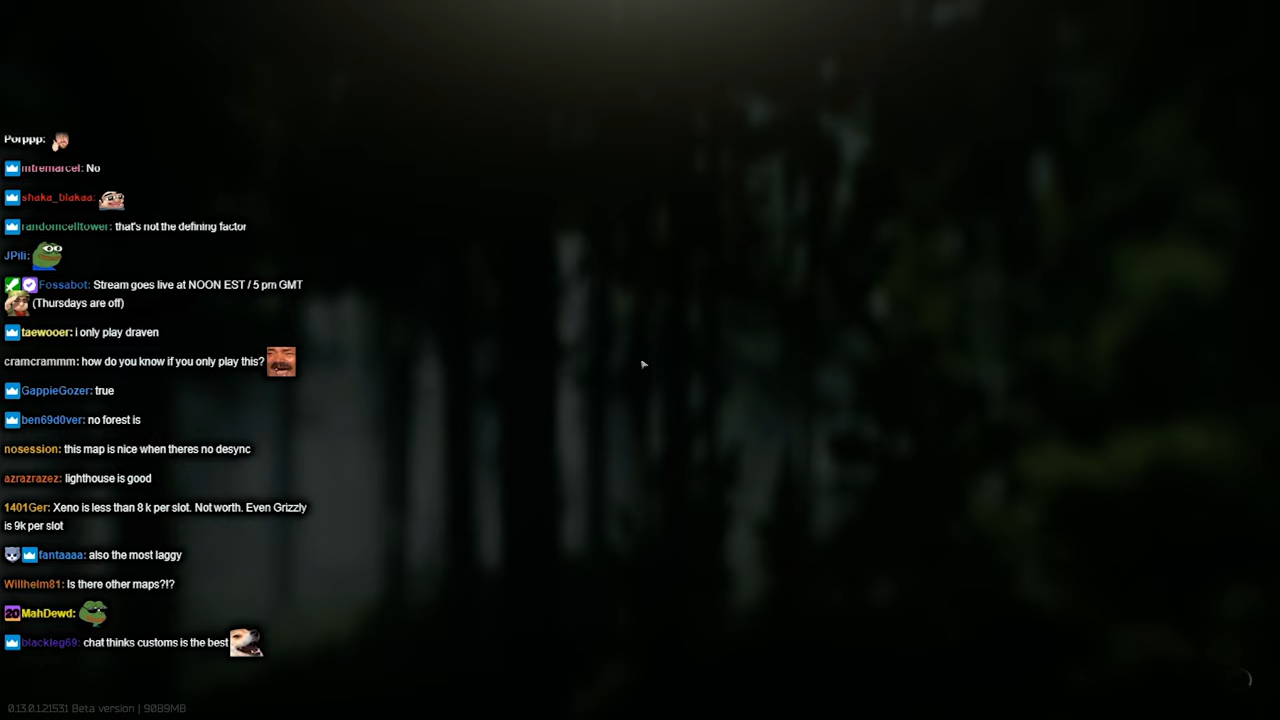 Porppp:
mtremarcel: No
shaka_blakaa:
randomcelltower: that's not the defining factor
JPili:
Fossabot: Stream goes live at NOON EST / 5 pm GMT
(Thursdays are off)
taewooer: i only play draven
cramcrammm: how do you know if you only play this?
GappieGozer: true
ben69d0ver: no forest is
nosession: this map is nice when theres no desync
azrazrazez: lighthouse is good
1401Ger: Xeno is less than 8 k per slot. Not worth. Even Grizzly
is 9k per slot
fantaaaa: also the most laggy
Willhelm81: Is there other maps?!?
20 MahDewd:
blackleg69: chat thinks customs is the best
0.13.0.1.21531 Beta version | 9089MB